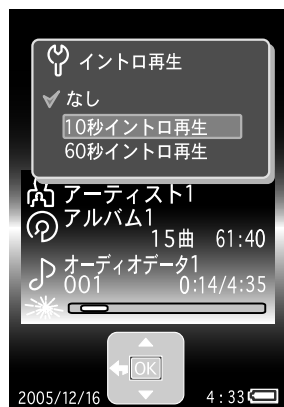 イントロ再生
なし
10秒イントロ再生
60秒イントロ再生
アーティスト1
アルバム1
15曲 61:40
オーディオデータ1
001 0:14/4:35
OK
2005/12/16 4:33